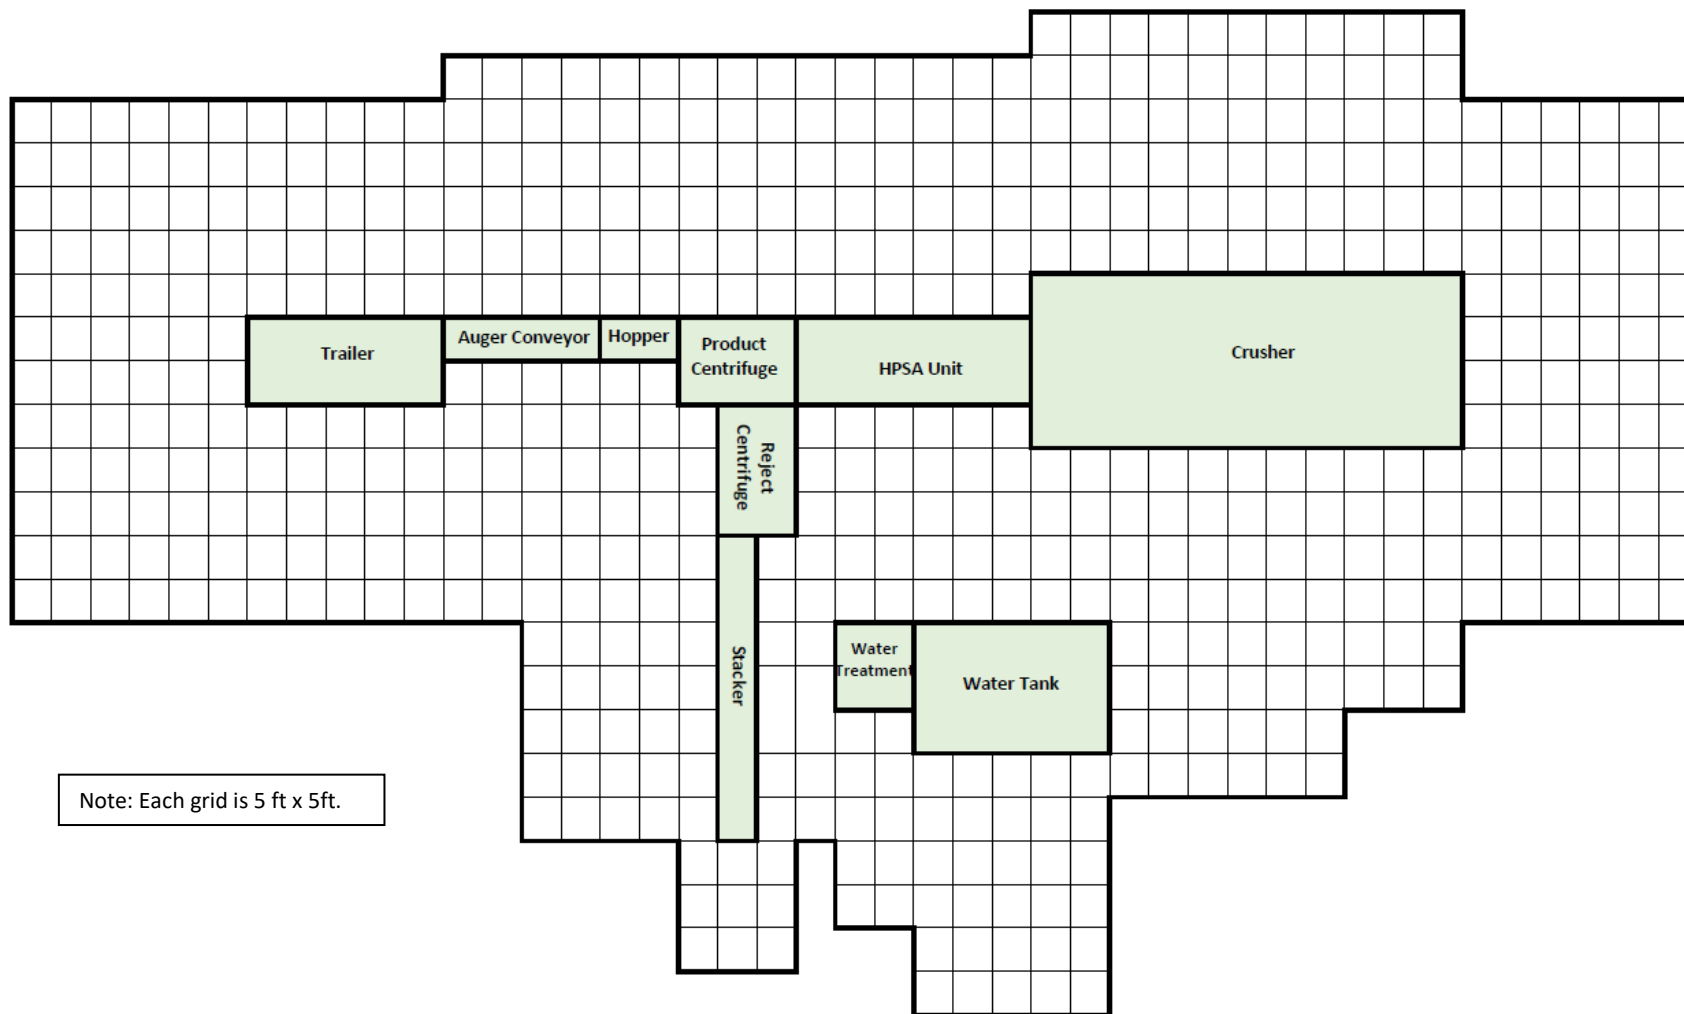 Trailer
Auger Conveyor
Hopper
Product
Centrifuge
HPSA Unit
Crusher
Reject
Centrifuge
Stacker
Water
Treatment
Water Tank
Note: Each grid is 5 ft x 5ft.